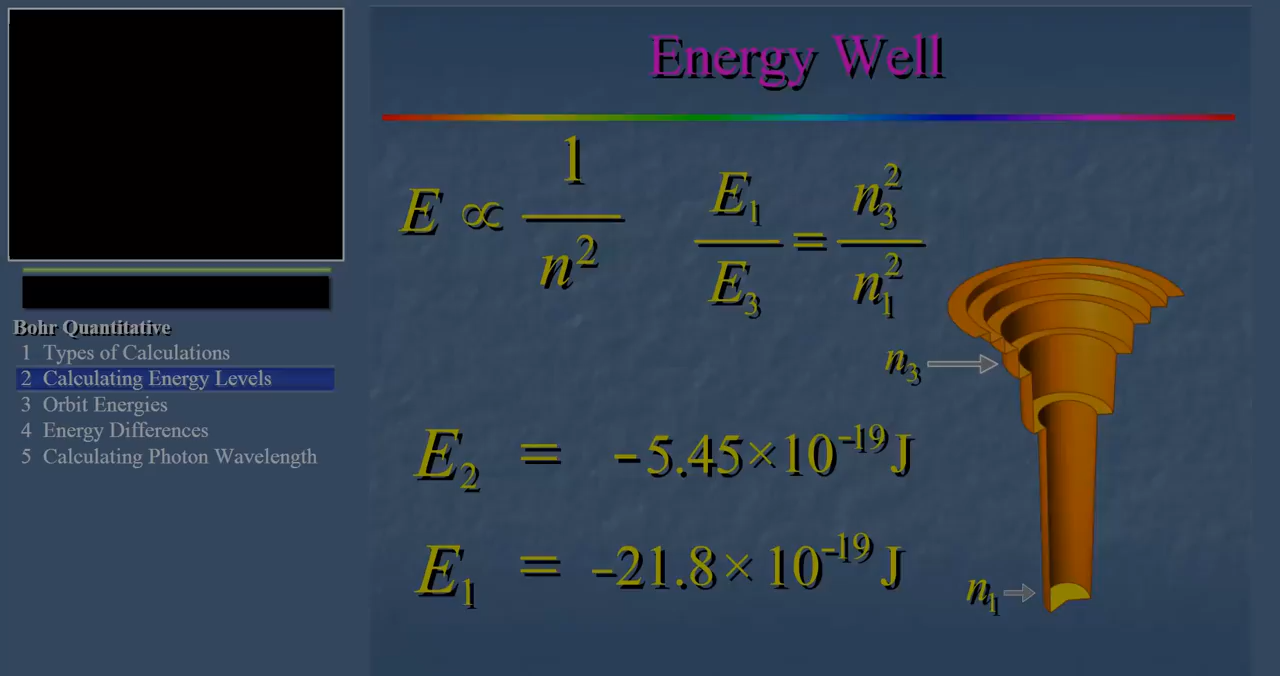 Energy Well
E ∝ 1/n²
E₁/E₃ = n₃²/n₁²
n₃
E₂ = −5.45×10⁻¹⁹ J
E₁ = −21.8×10⁻¹⁹ J
n₁
Bohr Quantitative
1 Types of Calculations
2 Calculating Energy Levels
3 Orbit Energies
4 Energy Differences
5 Calculating Photon Wavelength